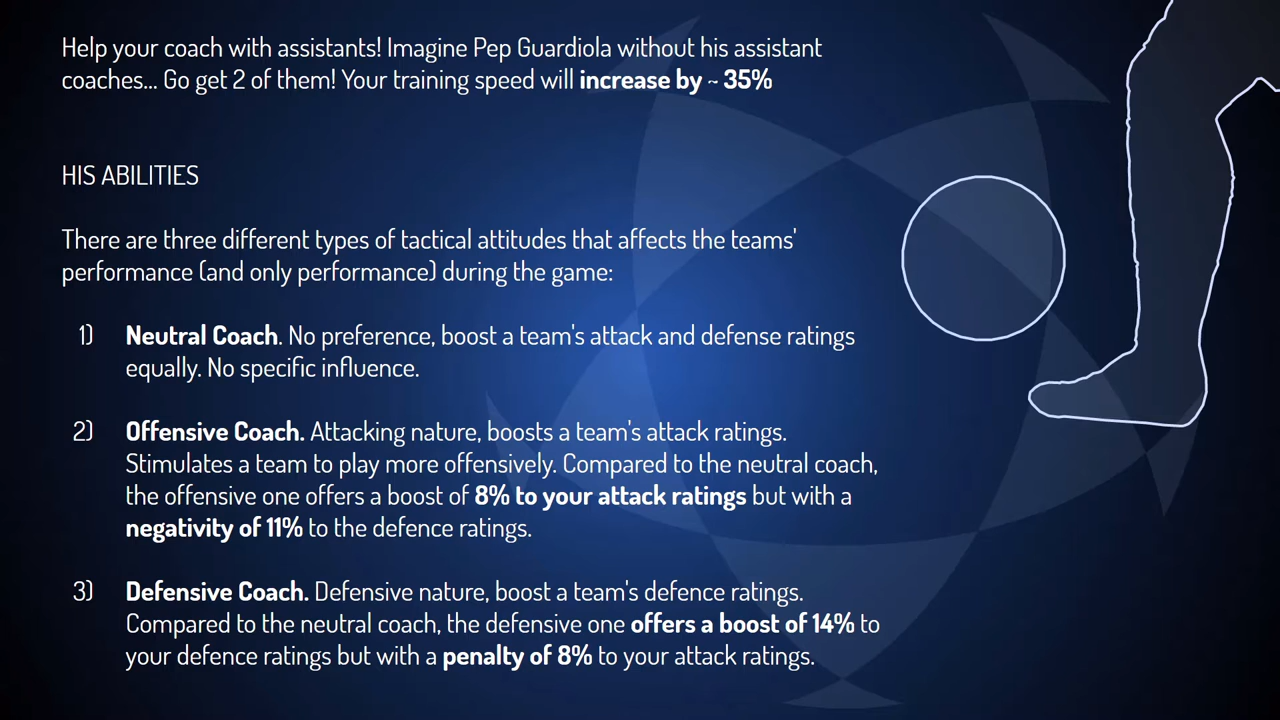 Help your coach with assistants! Imagine Pep Guardiola without his assistant
coaches... Go get 2 of them! Your training speed will increase by ~ 35%
HIS ABILITIES
There are three different types of tactical attitudes that affects the teams'
performance (and only performance) during the game:
1) Neutral Coach. No preference, boost a team's attack and defense ratings
equally. No specific influence.
2) Offensive Coach. Attacking nature, boosts a team's attack ratings.
Stimulates a team to play more offensively. Compared to the neutral coach,
the offensive one offers a boost of 8% to your attack ratings but with a
negativity of 11% to the defence ratings.
3) Defensive Coach. Defensive nature, boost a team's defence ratings.
Compared to the neutral coach, the defensive one offers a boost of 14% to
your defence ratings but with a penalty of 8% to your attack ratings.